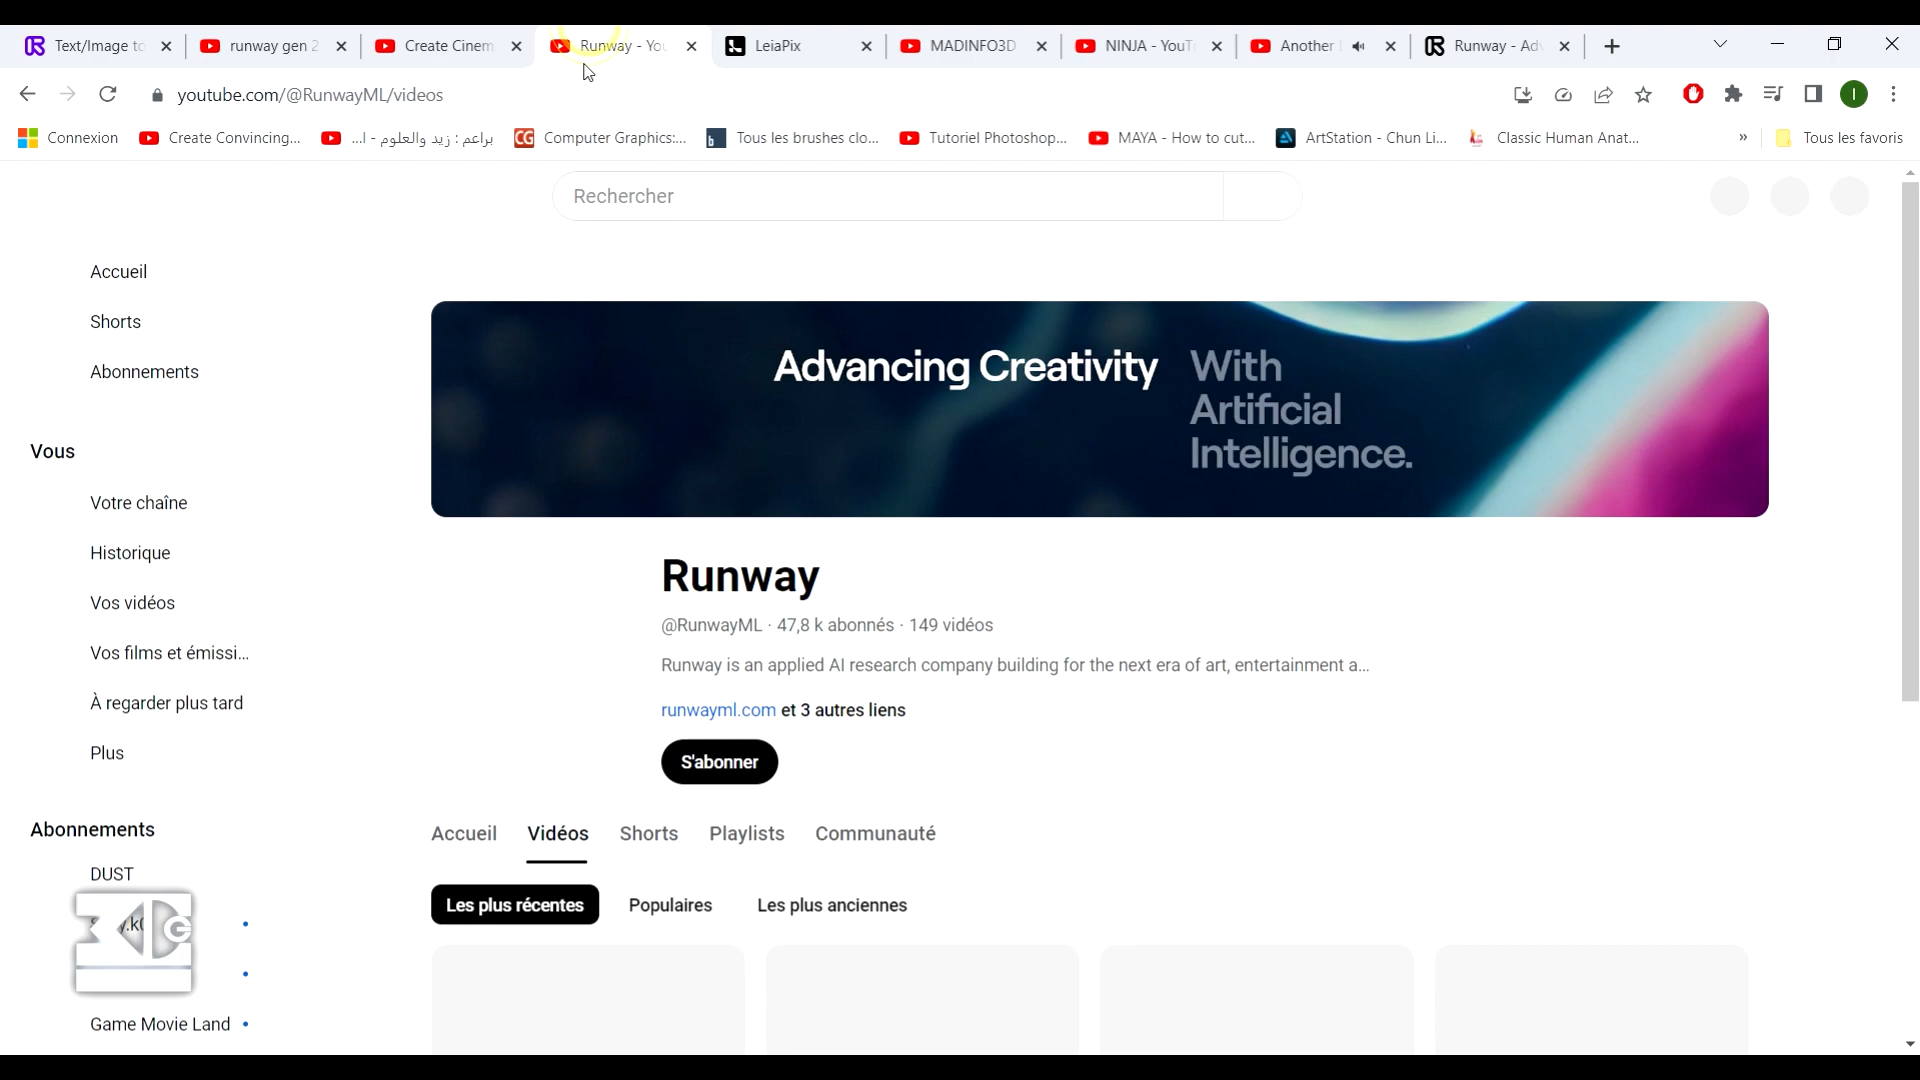 Text/Image to
runway gen 2
Create Cinem
Runway - You
LeiaPix
MADINFO3D
NINJA - YouT
Another
Runway - Adv
youtube.com/@RunwayML/videos
Connexion
Create Convincing...
براعم : زيد والعلوم - ا...
CG
Computer Graphics:...
b
Tous les brushes clo...
Tutoriel Photoshop...
MAYA - How to cut...
ArtStation - Chun Li...
Classic Human Anat...
»
Tous les favoris
I
Rechercher
Accueil
Shorts
Abonnements
Vous
Votre chaîne
Historique
Vos vidéos
Vos films et émissi...
À regarder plus tard
Plus
Abonnements
DUST
Game Movie Land
Advancing Creativity
With
Artificial
Intelligence.
Runway
@RunwayML · 47,8 k abonnés · 149 vidéos
Runway is an applied AI research company building for the next era of art, entertainment a...
runwayml.com et 3 autres liens
S'abonner
Accueil
Vidéos
Shorts
Playlists
Communauté
Les plus récentes
Populaires
Les plus anciennes